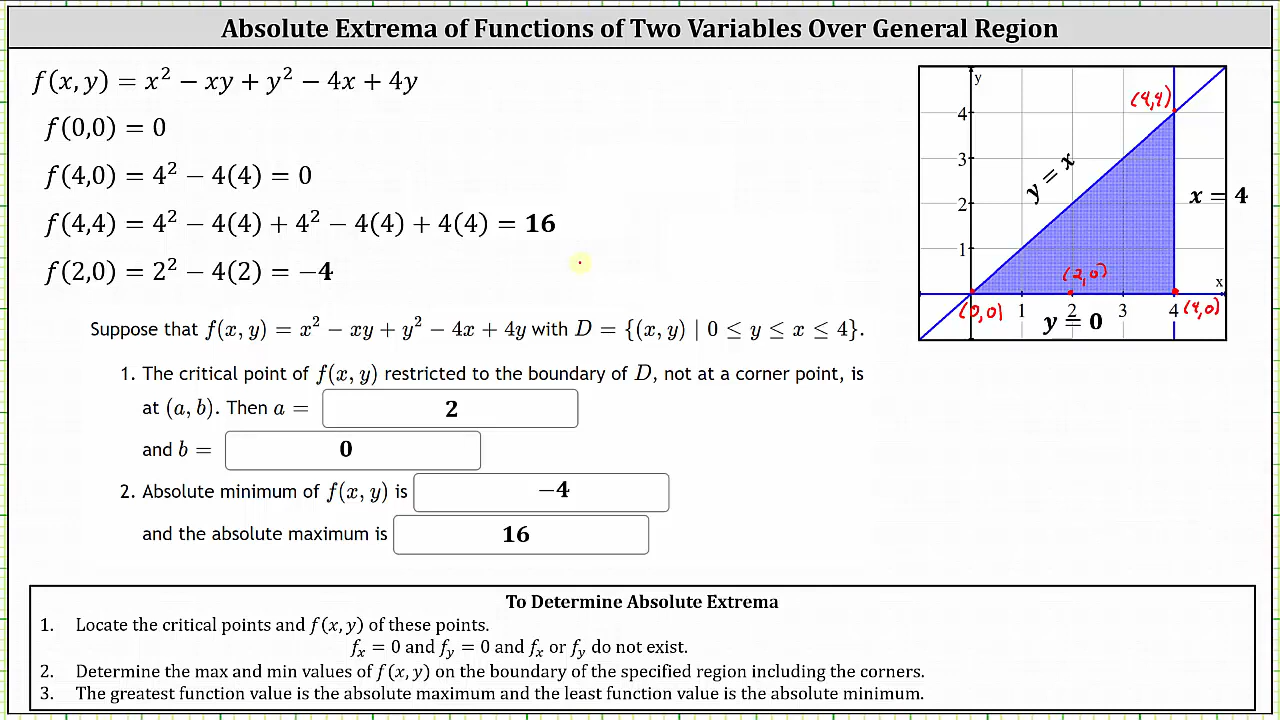 Absolute Extrema of Functions of Two Variables Over General Region
f(x, y) = x² − xy + y² − 4x + 4y
f(0,0) = 0
f(4,0) = 4² − 4(4) = 0
f(4,4) = 4² − 4(4) + 4² − 4(4) + 4(4) = 16
f(2,0) = 2² − 4(2) = −4
y
(4,4)
4
3
2
1
y = x
x = 4
(2,0)
x
(0,0)
1 2 3 4
(4,0)
y = 0
Suppose that f(x, y) = x² − xy + y² − 4x + 4y with D = {(x, y) | 0 ≤ y ≤ x ≤ 4}.
1. The critical point of f(x, y) restricted to the boundary of D, not at a corner point, is
at (a, b). Then a = 2
and b = 0
2. Absolute minimum of f(x, y) is −4
and the absolute maximum is 16
To Determine Absolute Extrema
1. Locate the critical points and f(x, y) of these points.
fₓ = 0 and fᵧ = 0 and fₓ or fᵧ do not exist.
2. Determine the max and min values of f(x, y) on the boundary of the specified region including the corners.
3. The greatest function value is the absolute maximum and the least function value is the absolute minimum.